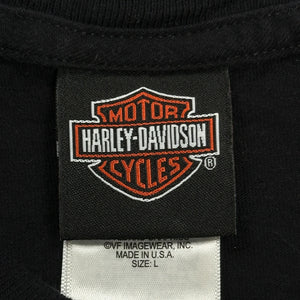 MOTOR
HARLEY-DAVIDSON
CYCLES
®
©VF IMAGEWEAR, INC.
MADE IN U.S.A.
SIZE: L